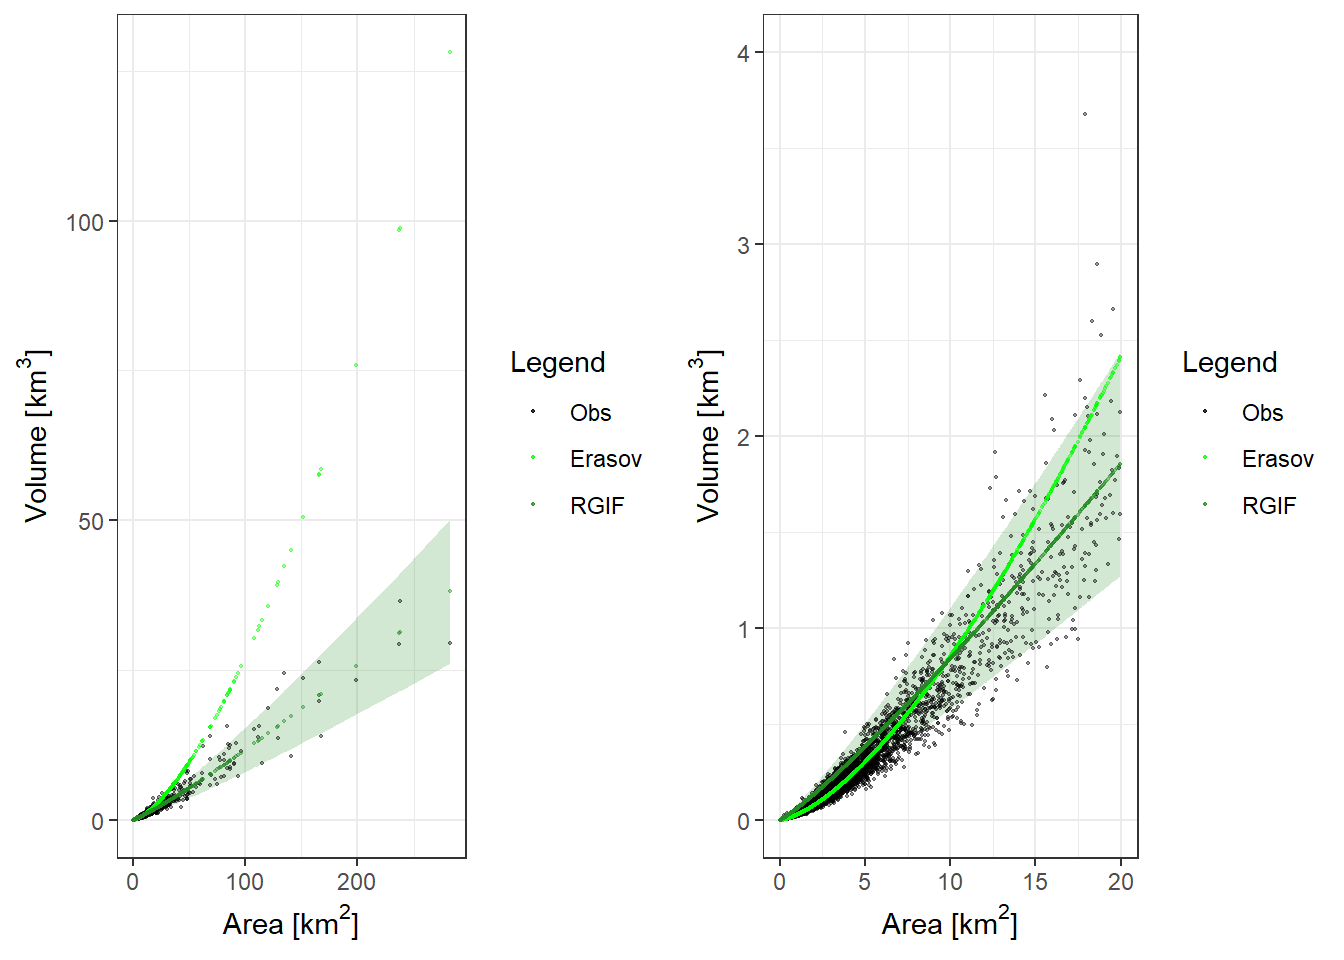 100
50
0
0
100
200
Area [km²]
Volume [km³]
Legend
Obs
Erasov
RGIF
4
3
2
1
0
0
5
10
15
20
Area [km²]
Volume [km³]
Legend
Obs
Erasov
RGIF